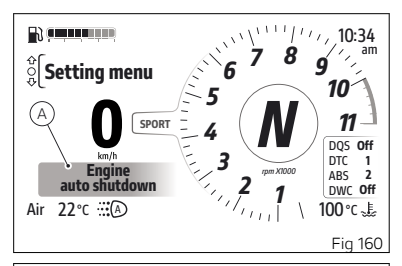 10:34
am
Setting menu
A
0
km/h
SPORT
Engine
auto shutdown
Air 22°C (A)
1
2
3
4
5
6
7
8
9
10
11
N
rpm X1000
DQS Off
DTC 1
ABS 2
DWC Off
100°C
Fig 160